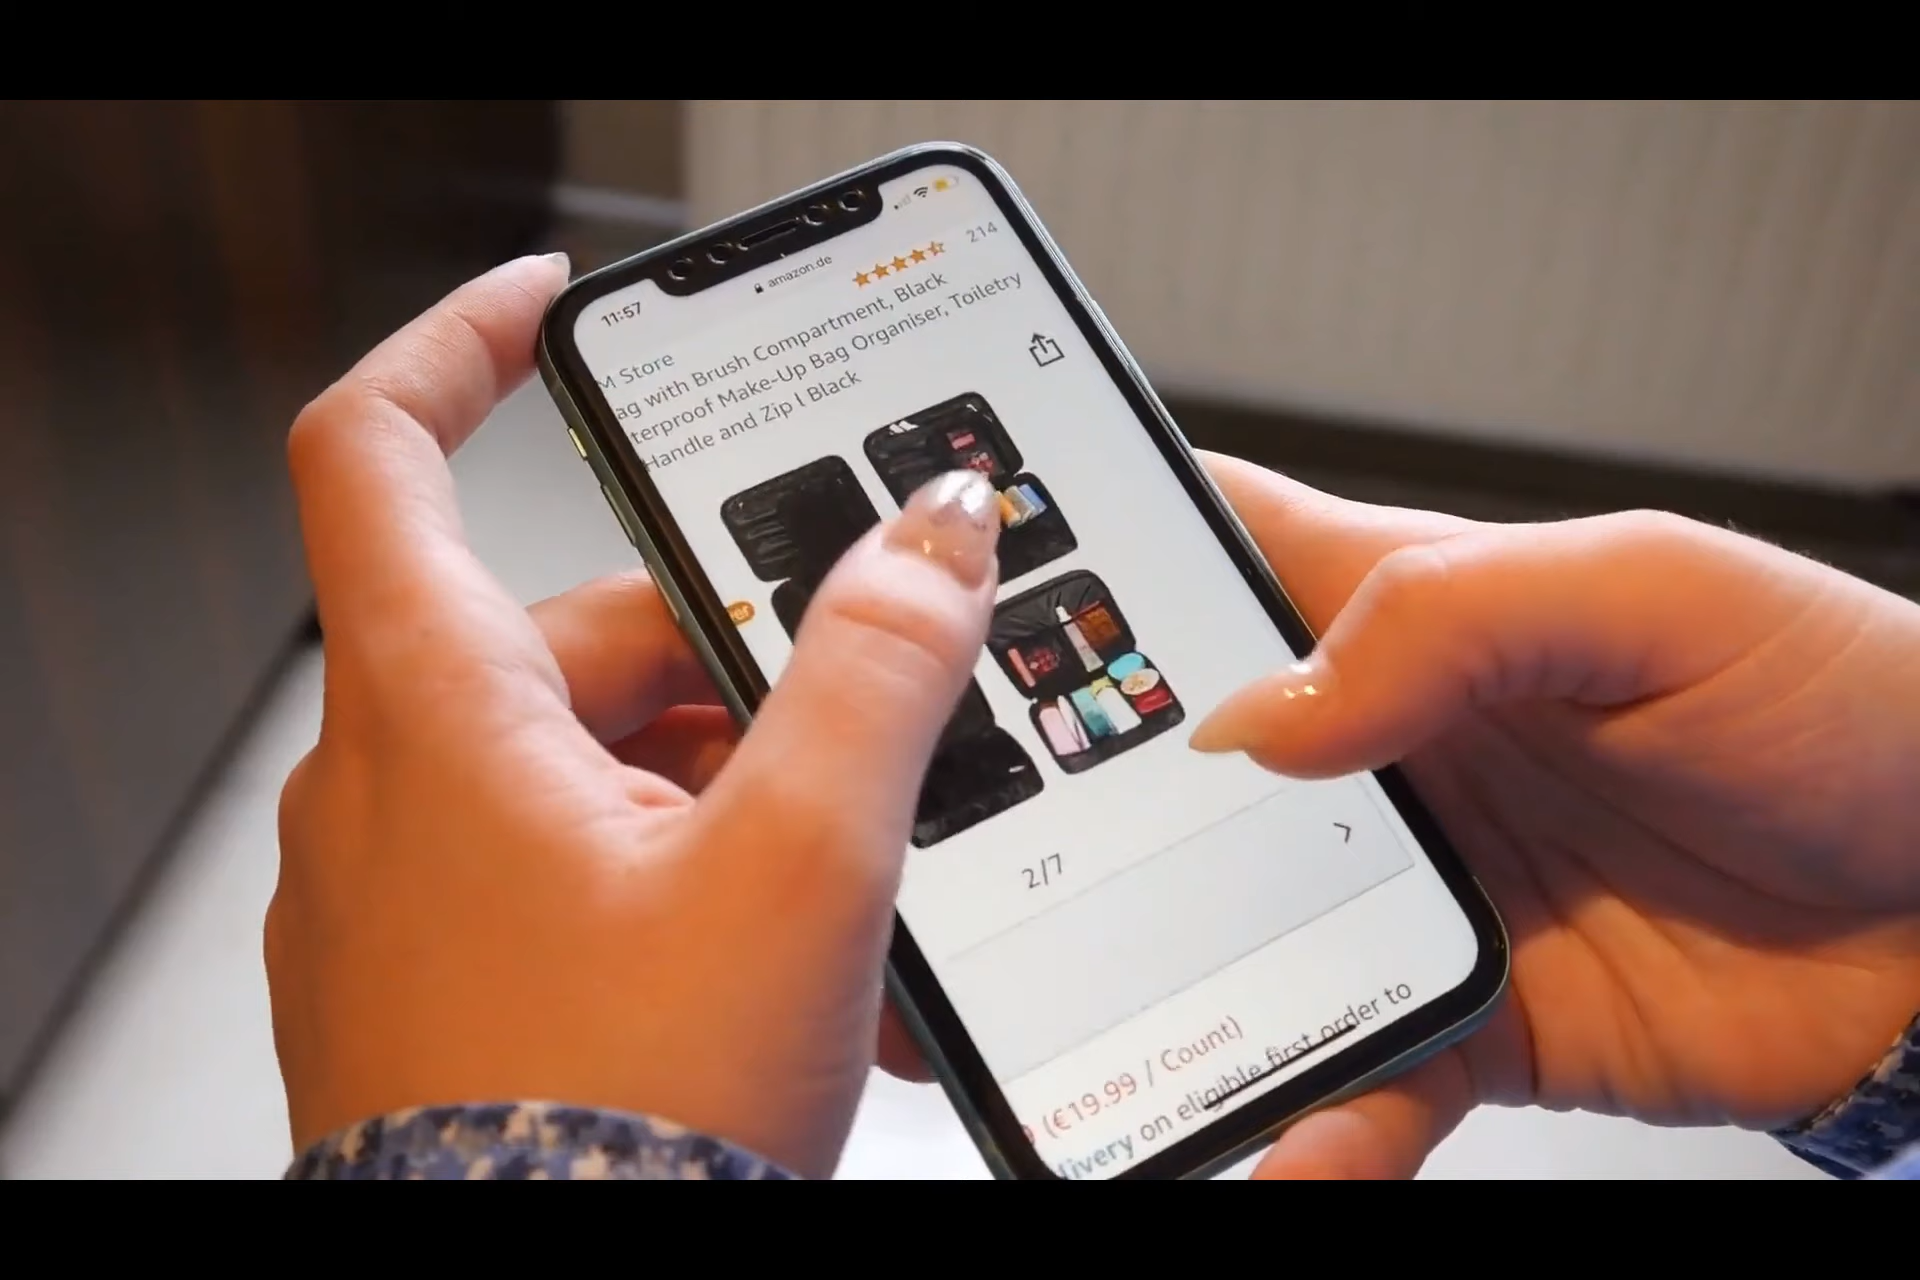 11:57
amazon.de
214
M Store
ag with Brush Compartment, Black
terproof Make-Up Bag Organiser, Toiletry
Handle and Zip l Black
er
2/7
(€19.99 / Count)
livery on eligible first order to